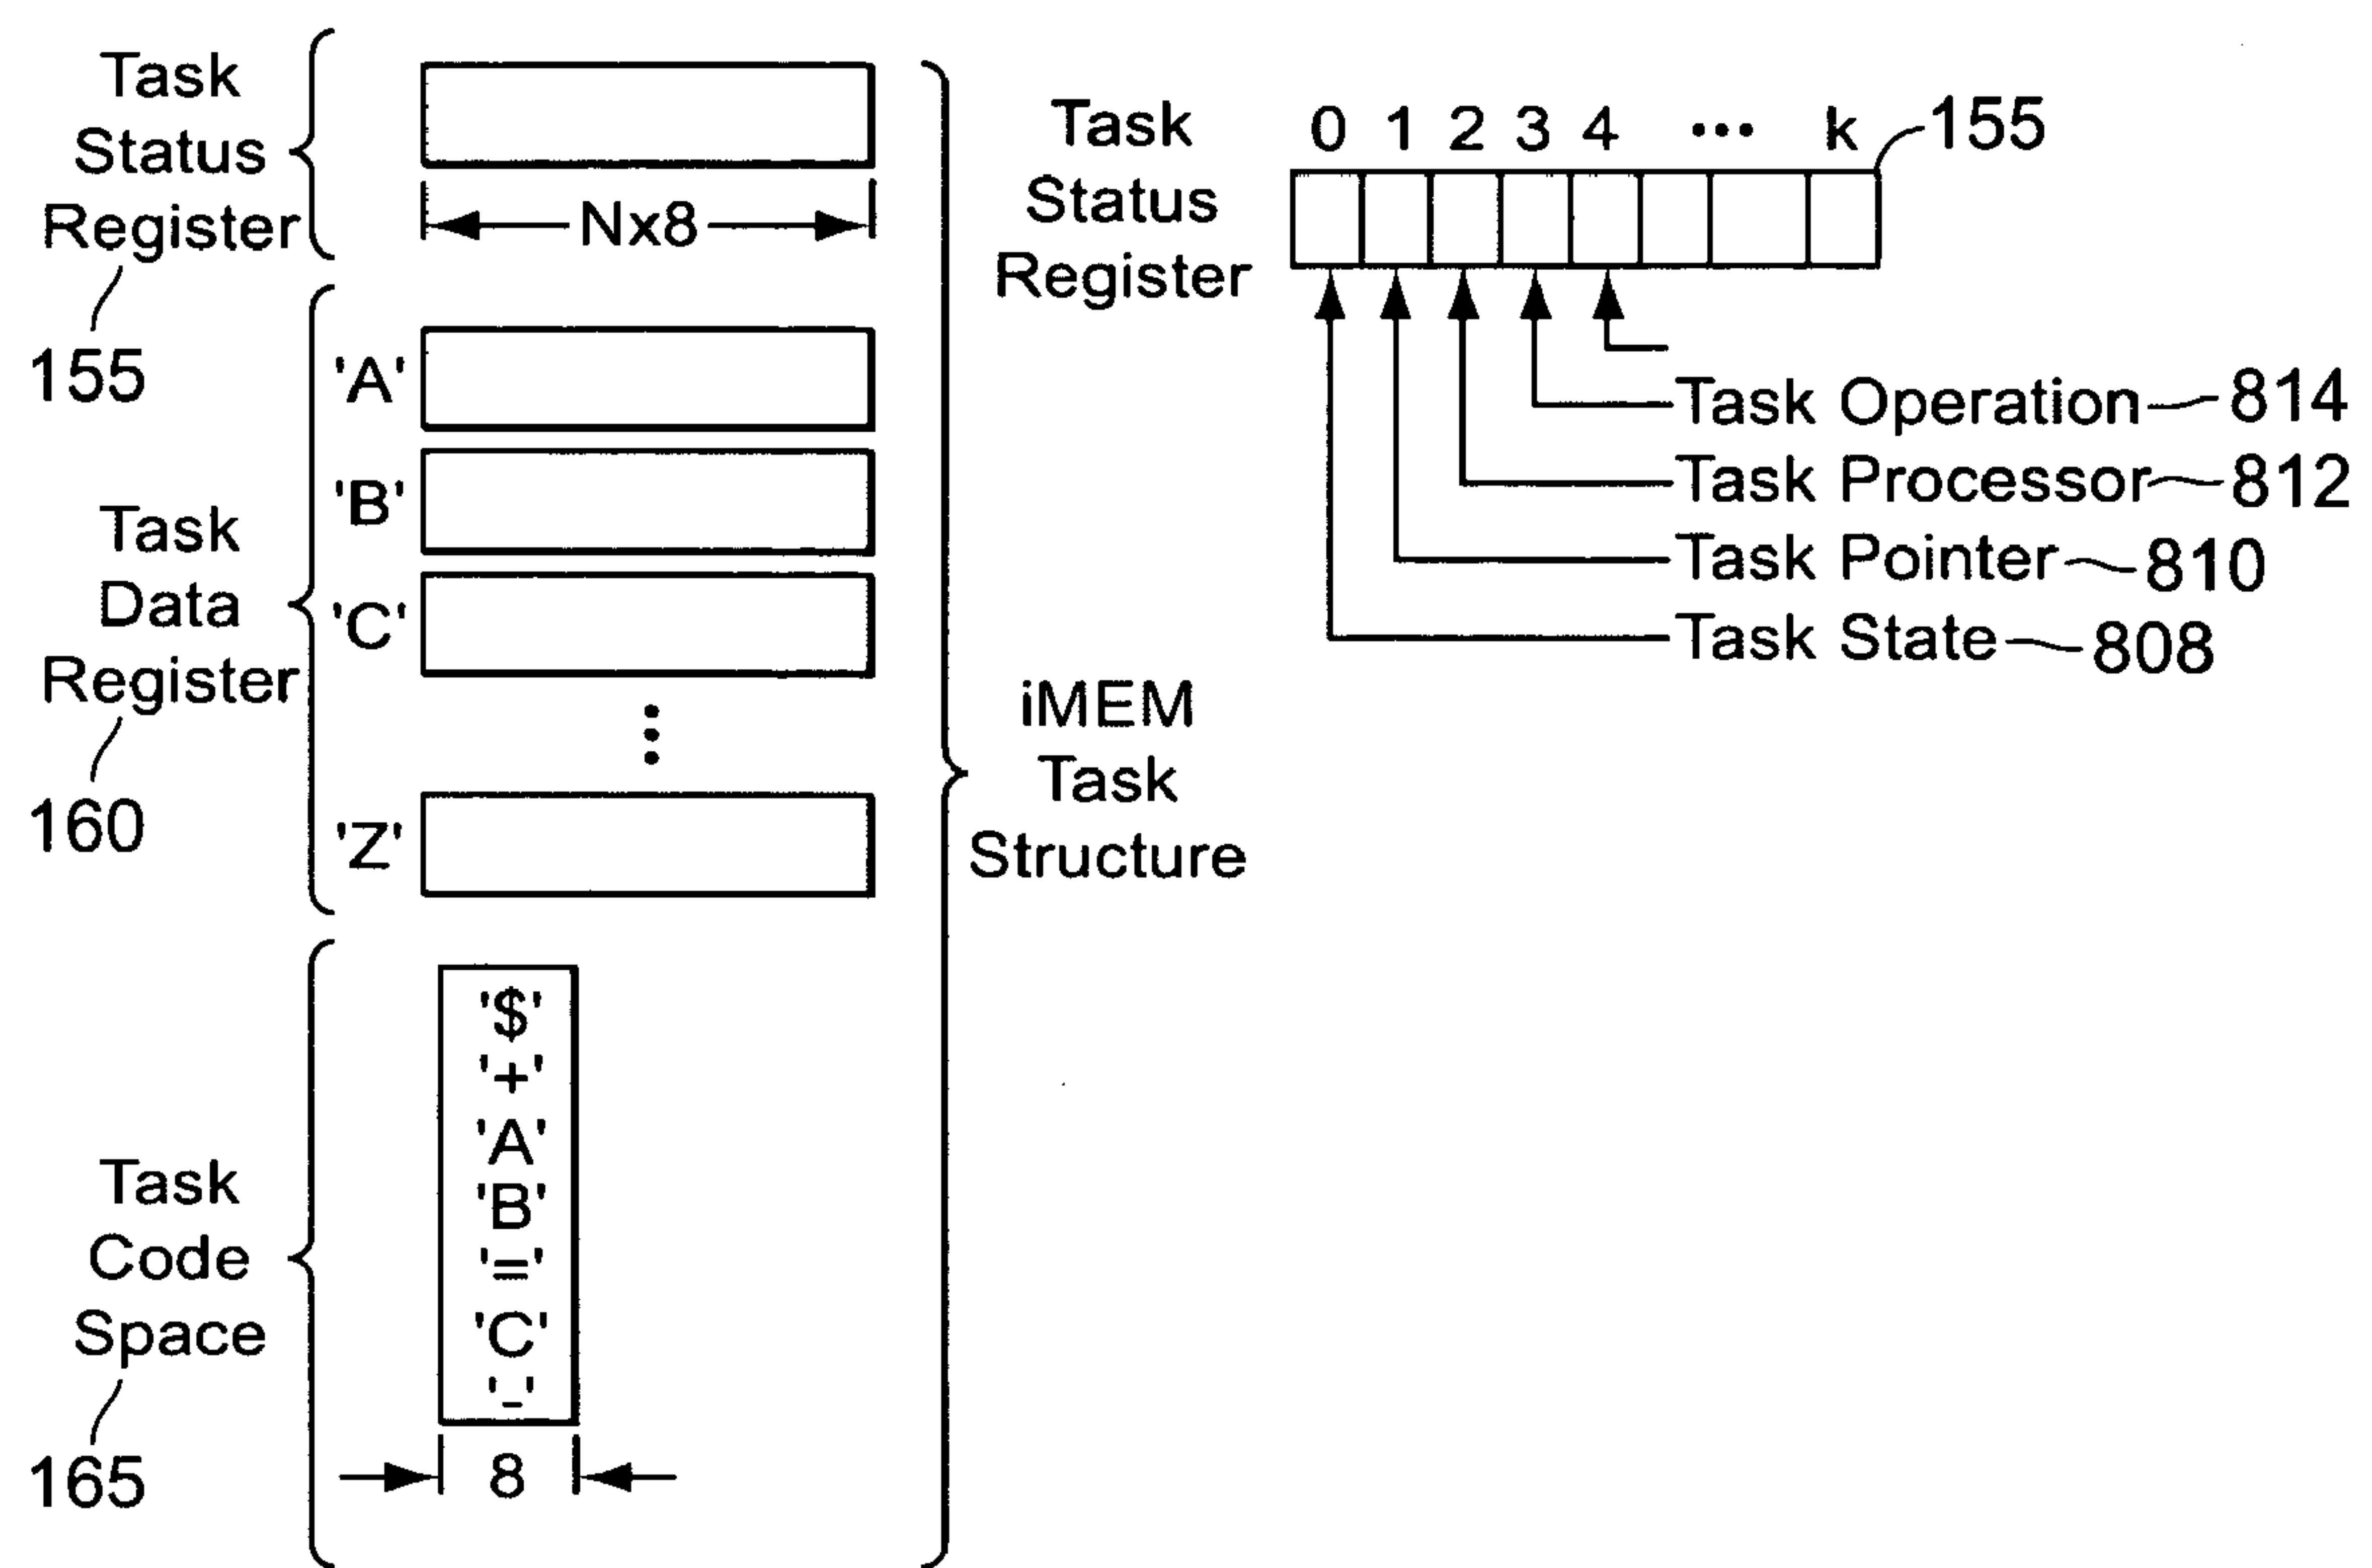 Task
Status
Register
155
Nx8
Task
Data
Register
160
'A'
'B'
'C'
'Z'
Task
Code
Space
165
'$'
'+'
'A'
'B'
'='
'C'
'-'
8
iMEM
Task
Structure
Task
Status
Register
0 1 2 3 4 ... k
155
Task Operation 814
Task Processor 812
Task Pointer 810
Task State 808